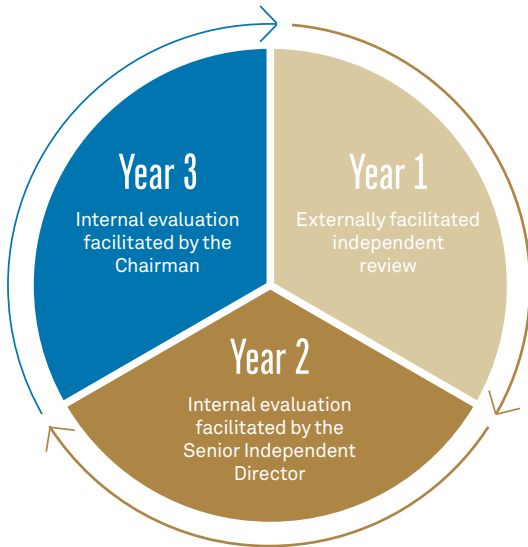 Year 1
Externally facilitated
independent
review
Year 2
Internal evaluation
facilitated by the
Senior Independent
Director
Year 3
Internal evaluation
facilitated by the
Chairman